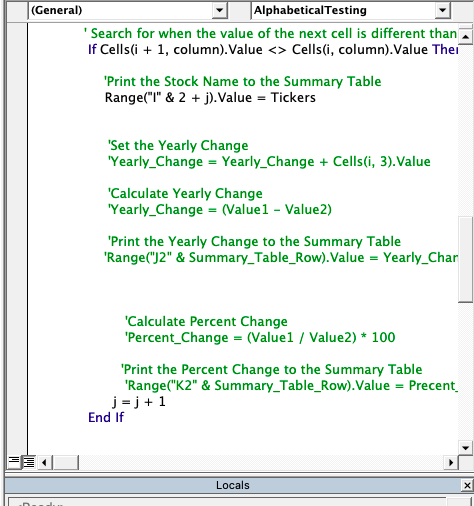 (General) AlphabeticalTesting
' Search for when the value of the next cell is different than
If Cells(i + 1, column).Value <> Cells(i, column).Value Then
'Print the Stock Name to the Summary Table
Range("I" & 2 + j).Value = Tickers
'Set the Yearly Change
'Yearly_Change = Yearly_Change + Cells(i, 3).Value
'Calculate Yearly Change
'Yearly_Change = (Value1 - Value2)
'Print the Yearly Change to the Summary Table
'Range("J2" & Summary_Table_Row).Value = Yearly_Chan
'Calculate Percent Change
'Percent_Change = (Value1 / Value2) * 100
'Print the Percent Change to the Summary Table
'Range("K2" & Summary_Table_Row).Value = Precent_
j = j + 1
End If
Locals